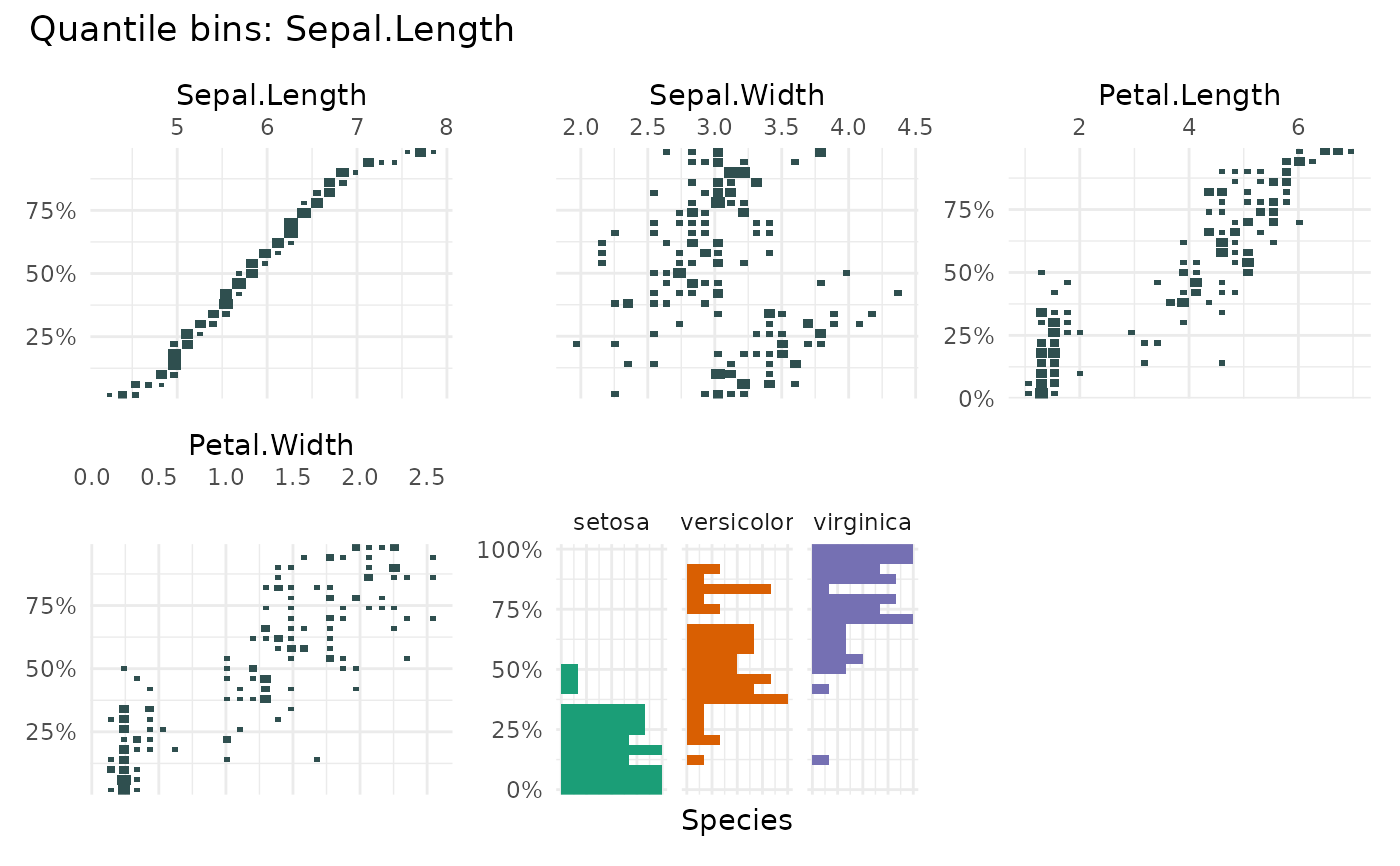 Quantile bins: Sepal.Length
Sepal.Length
5 6 7 8
75%
50%
25%
Sepal.Width
2.0 2.5 3.0 3.5 4.0 4.5
Petal.Length
2 4 6
75%
50%
25%
0%
Petal.Width
0.0 0.5 1.0 1.5 2.0 2.5
75%
50%
25%
setosa versicolor virginica
100%
75%
50%
25%
0%
Species